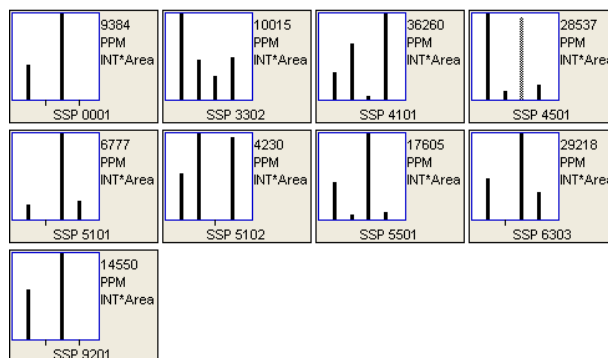 9384
PPM
INT*Area
SSP 0001
10015
PPM
INT*Area
SSP 3302
36260
PPM
INT*Area
SSP 4101
28537
PPM
INT*Area
SSP 4501
6777
PPM
INT*Area
SSP 5101
4230
PPM
INT*Area
SSP 5102
17605
PPM
INT*Area
SSP 5501
29218
PPM
INT*Area
SSP 6303
14550
PPM
INT*Area
SSP 9201